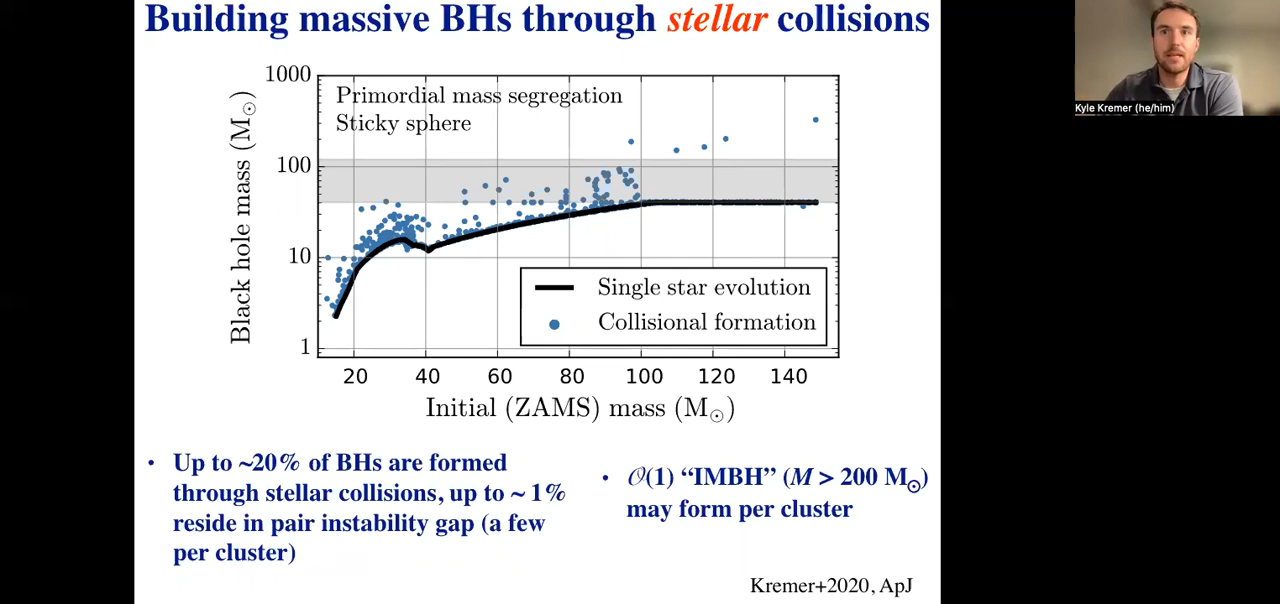 Building massive BHs through stellar collisions
Kyle Kremer (he/him)
Black hole mass (M⊙)
1000
100
10
1
Primordial mass segregation
Sticky sphere
Single star evolution
Collisional formation
20 40 60 80 100 120 140
Initial (ZAMS) mass (M⊙)
• Up to ~20% of BHs are formed
through stellar collisions, up to ~ 1%
reside in pair instability gap (a few
per cluster)
• 𝒪(1) “IMBH” (M > 200 M⊙)
may form per cluster
Kremer+2020, ApJ